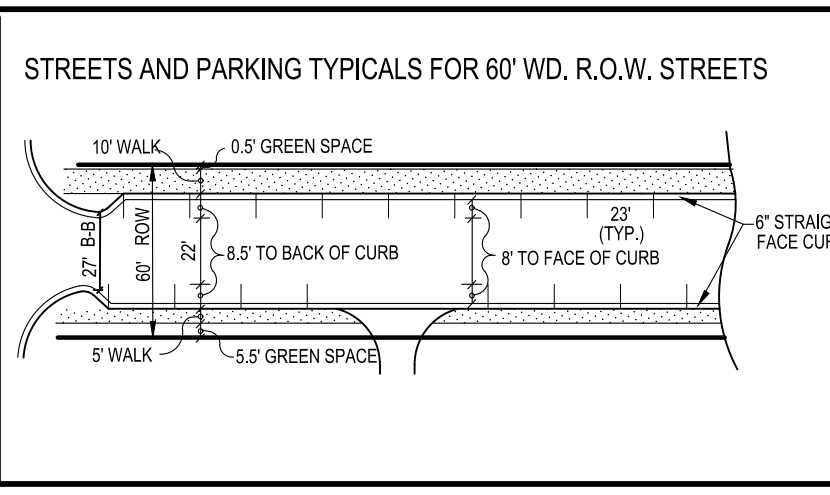 STREETS AND PARKING TYPICALS FOR 60' WD. R.O.W. STREETS
10' WALK
0.5' GREEN SPACE
27' B-B
60' ROW
22'
8.5' TO BACK OF CURB
8' TO FACE OF CURB
23'
(TYP.)
6" STRAIG
FACE CUR
5' WALK
5.5' GREEN SPACE